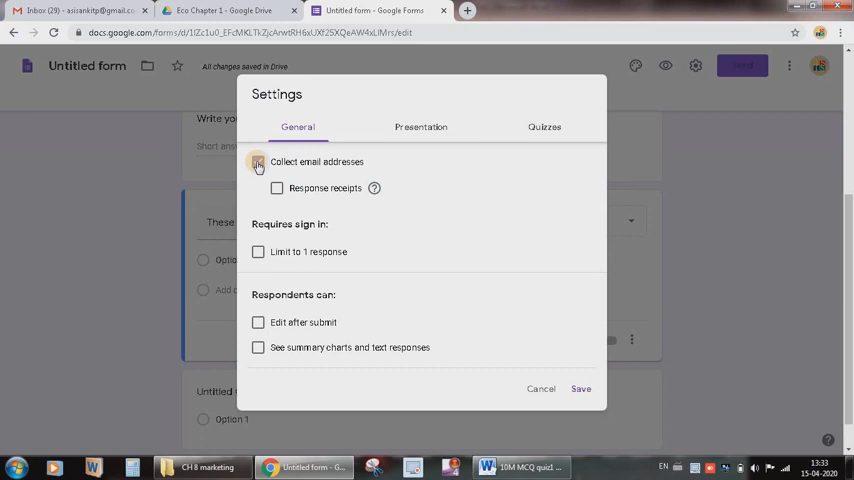 Inbox (29) - asisankitp@gmail.c
Eco Chapter 1 - Google Drive
Untitled form - Google Forms
docs.google.com/forms/d/1lZc1u0_EFcMKLTkZjcArwtRH6xUXf25XQeAW4xLIMrs/edit
Untitled form
All changes saved in Drive
Send
Settings
General
Presentation
Quizzes
Write you
Short answ
Collect email addresses
Response receipts
These
Requires sign in:
Optio
Limit to 1 response
Add o
Respondents can:
Edit after submit
See summary charts and text responses
Untitled
Cancel
Save
Option 1
CH 8 marketing
Untitled form - G...
10M MCQ quiz1 ...
EN
13:33
15-04-2020